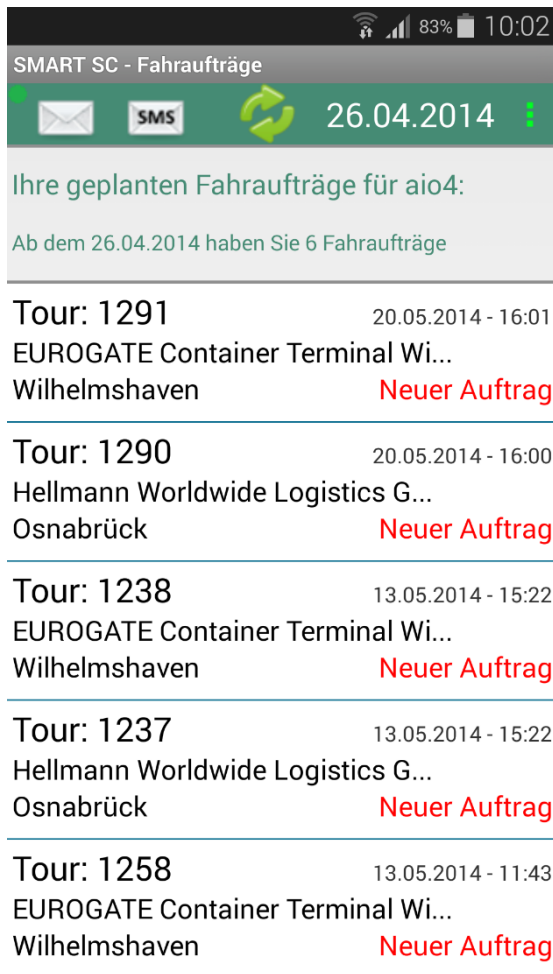 83% 10:02
SMART SC - Fahraufträge
SMS 26.04.2014
Ihre geplanten Fahraufträge für aio4:
Ab dem 26.04.2014 haben Sie 6 Fahraufträge
Tour: 1291 20.05.2014 - 16:01
EUROGATE Container Terminal Wi...
Wilhelmshaven Neuer Auftrag
Tour: 1290 20.05.2014 - 16:00
Hellmann Worldwide Logistics G...
Osnabrück Neuer Auftrag
Tour: 1238 13.05.2014 - 15:22
EUROGATE Container Terminal Wi...
Wilhelmshaven Neuer Auftrag
Tour: 1237 13.05.2014 - 15:22
Hellmann Worldwide Logistics G...
Osnabrück Neuer Auftrag
Tour: 1258 13.05.2014 - 11:43
EUROGATE Container Terminal Wi...
Wilhelmshaven Neuer Auftrag